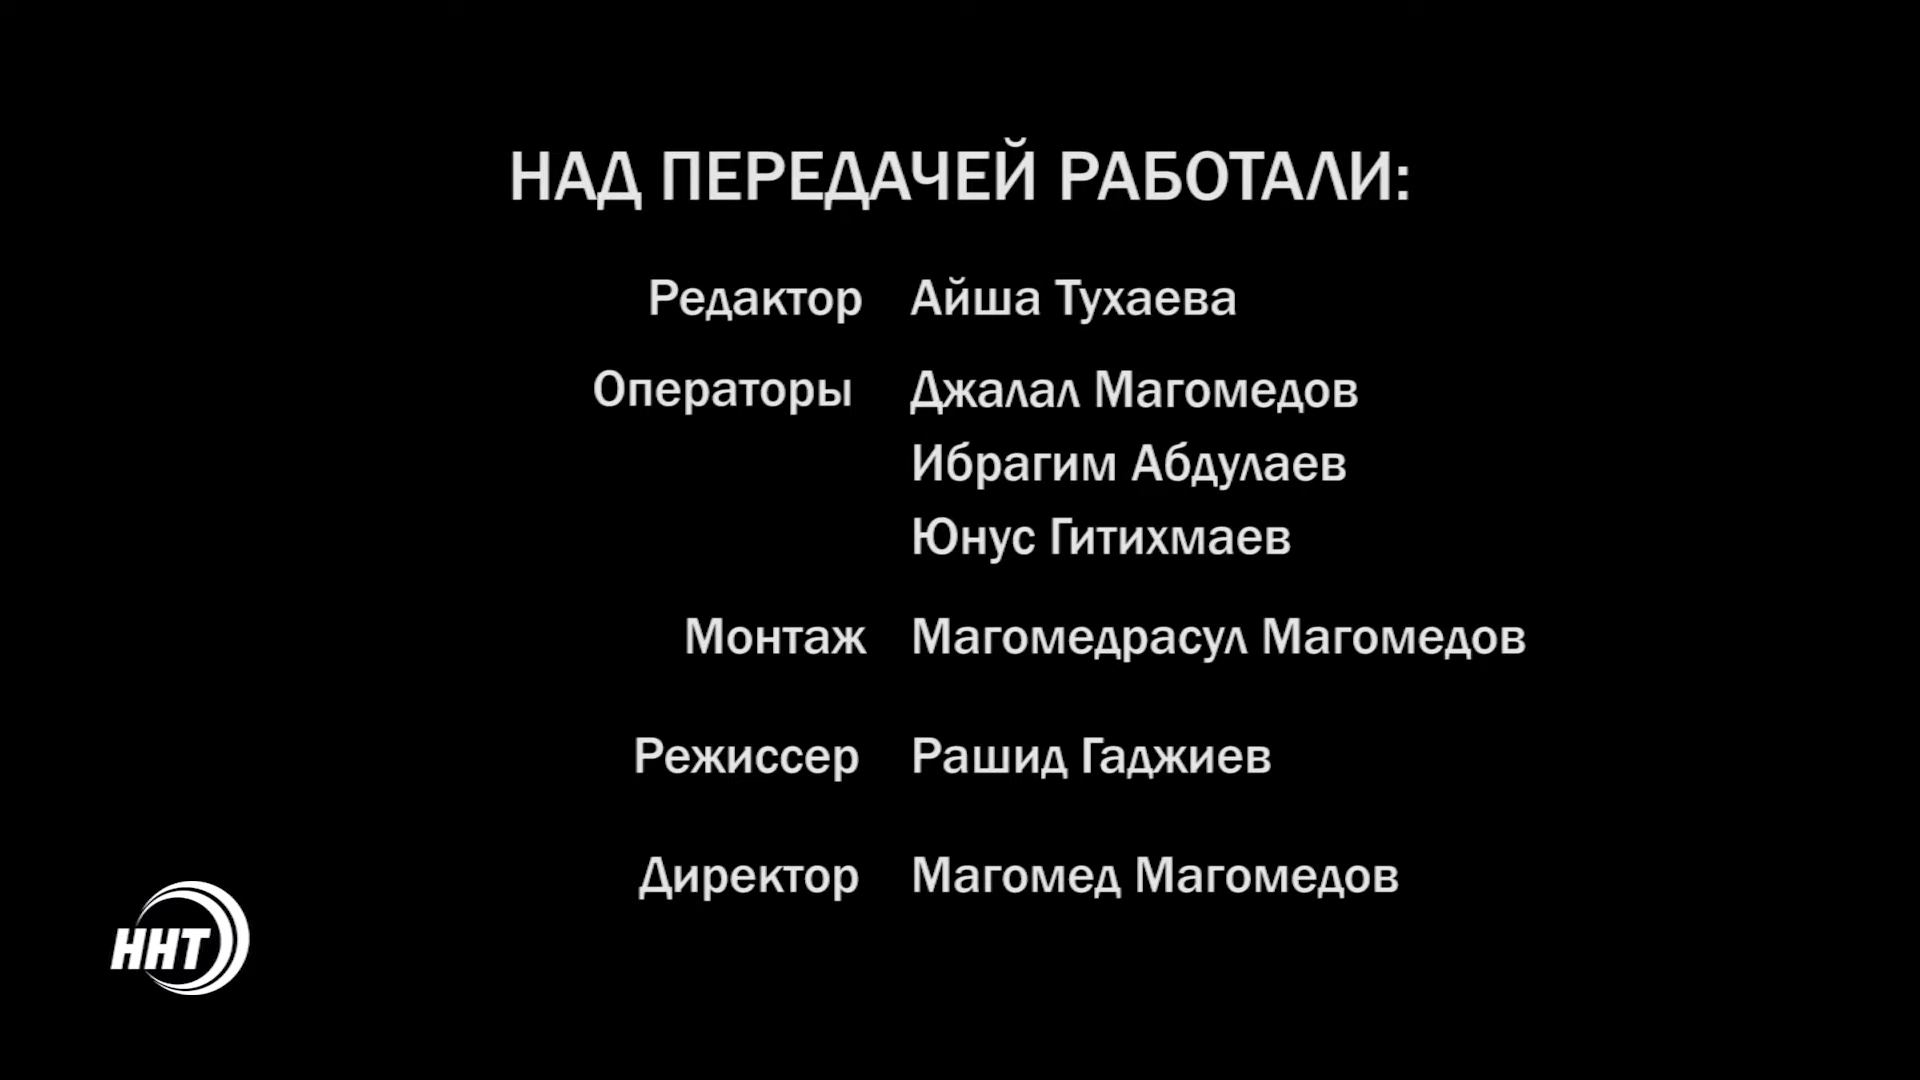 НАД ПЕРЕДАЧЕЙ РАБОТАЛИ:
Редактор Айша Тухаева
Операторы Джалал Магомедов
Ибрагим Абдулаев
Юнус Гитихмаев
Монтаж Магомедрасул Магомедов
Режиссер Рашид Гаджиев
Директор Магомед Магомедов
ННТ